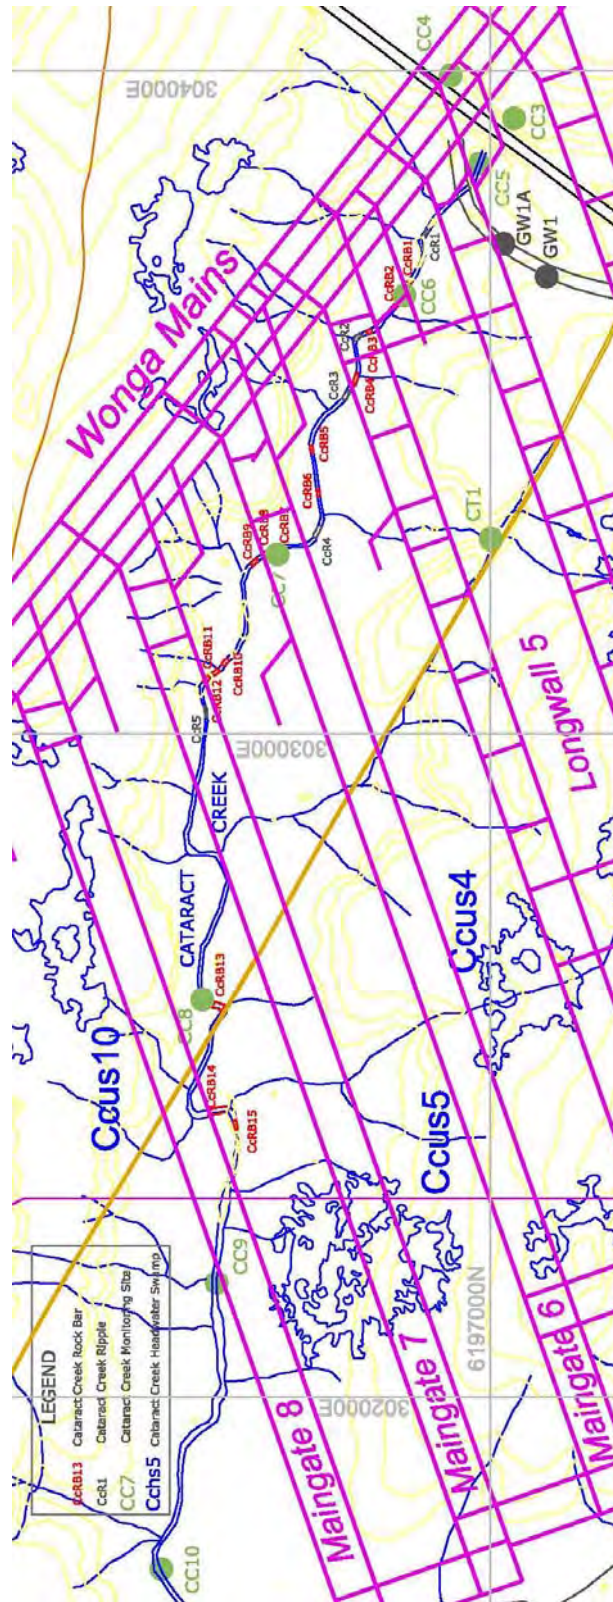 CC4
304000E
CC3
CC5
GW1A
GW1
CcR1
CcRB1
CcRB2
CC6
Wonga Mains
CcR2
CcRB3
CcRB4
CcR3
CcRB5
CcRB6
CcR4
CcRB7
CcRB8
CcRB9
CC7
CT1
CcRB10
CcRB11
CcRB12
CcR5
303000E
Longwall 5
CREEK
CATARACT
CcRB13
CC8
Ccus4
Ccus10
CcRB14
CcRB15
Ccus5
CC9
6197000N
302000E
Maingate 8
Maingate 7
Maingate 6
CC10
LEGEND
CcRB13 Cataract Creek Rock Bar
CcR1 Cataract Creek Ripple
CC7 Cataract Creek Monitoring Site
Cchs5 Cataract Creek Headwater Swamp